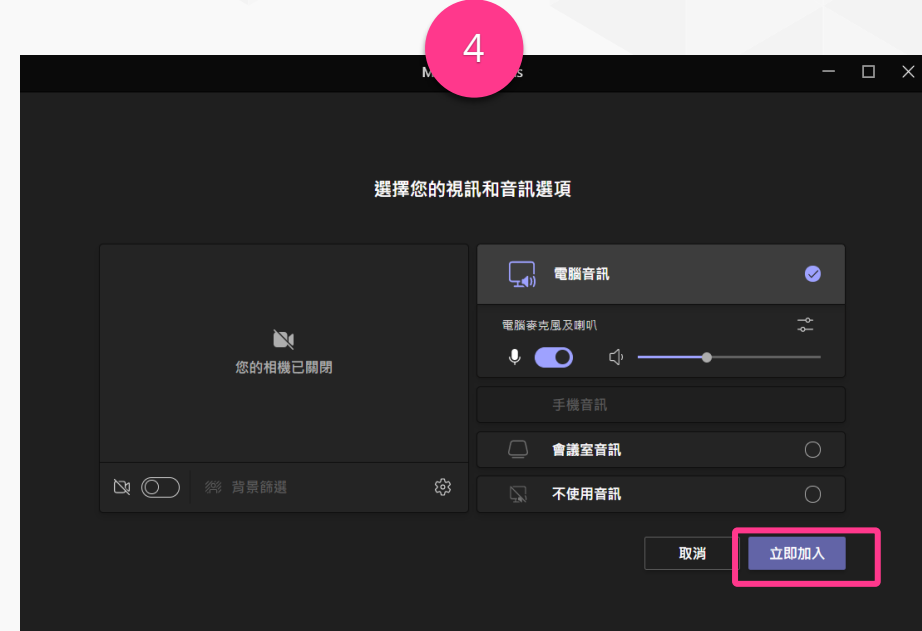 4
選擇您的視訊和音訊選項
電腦音訊
電腦麥克風及喇叭
您的相機已關閉
手機音訊
會議室音訊
背景篩選
不使用音訊
取消
立即加入